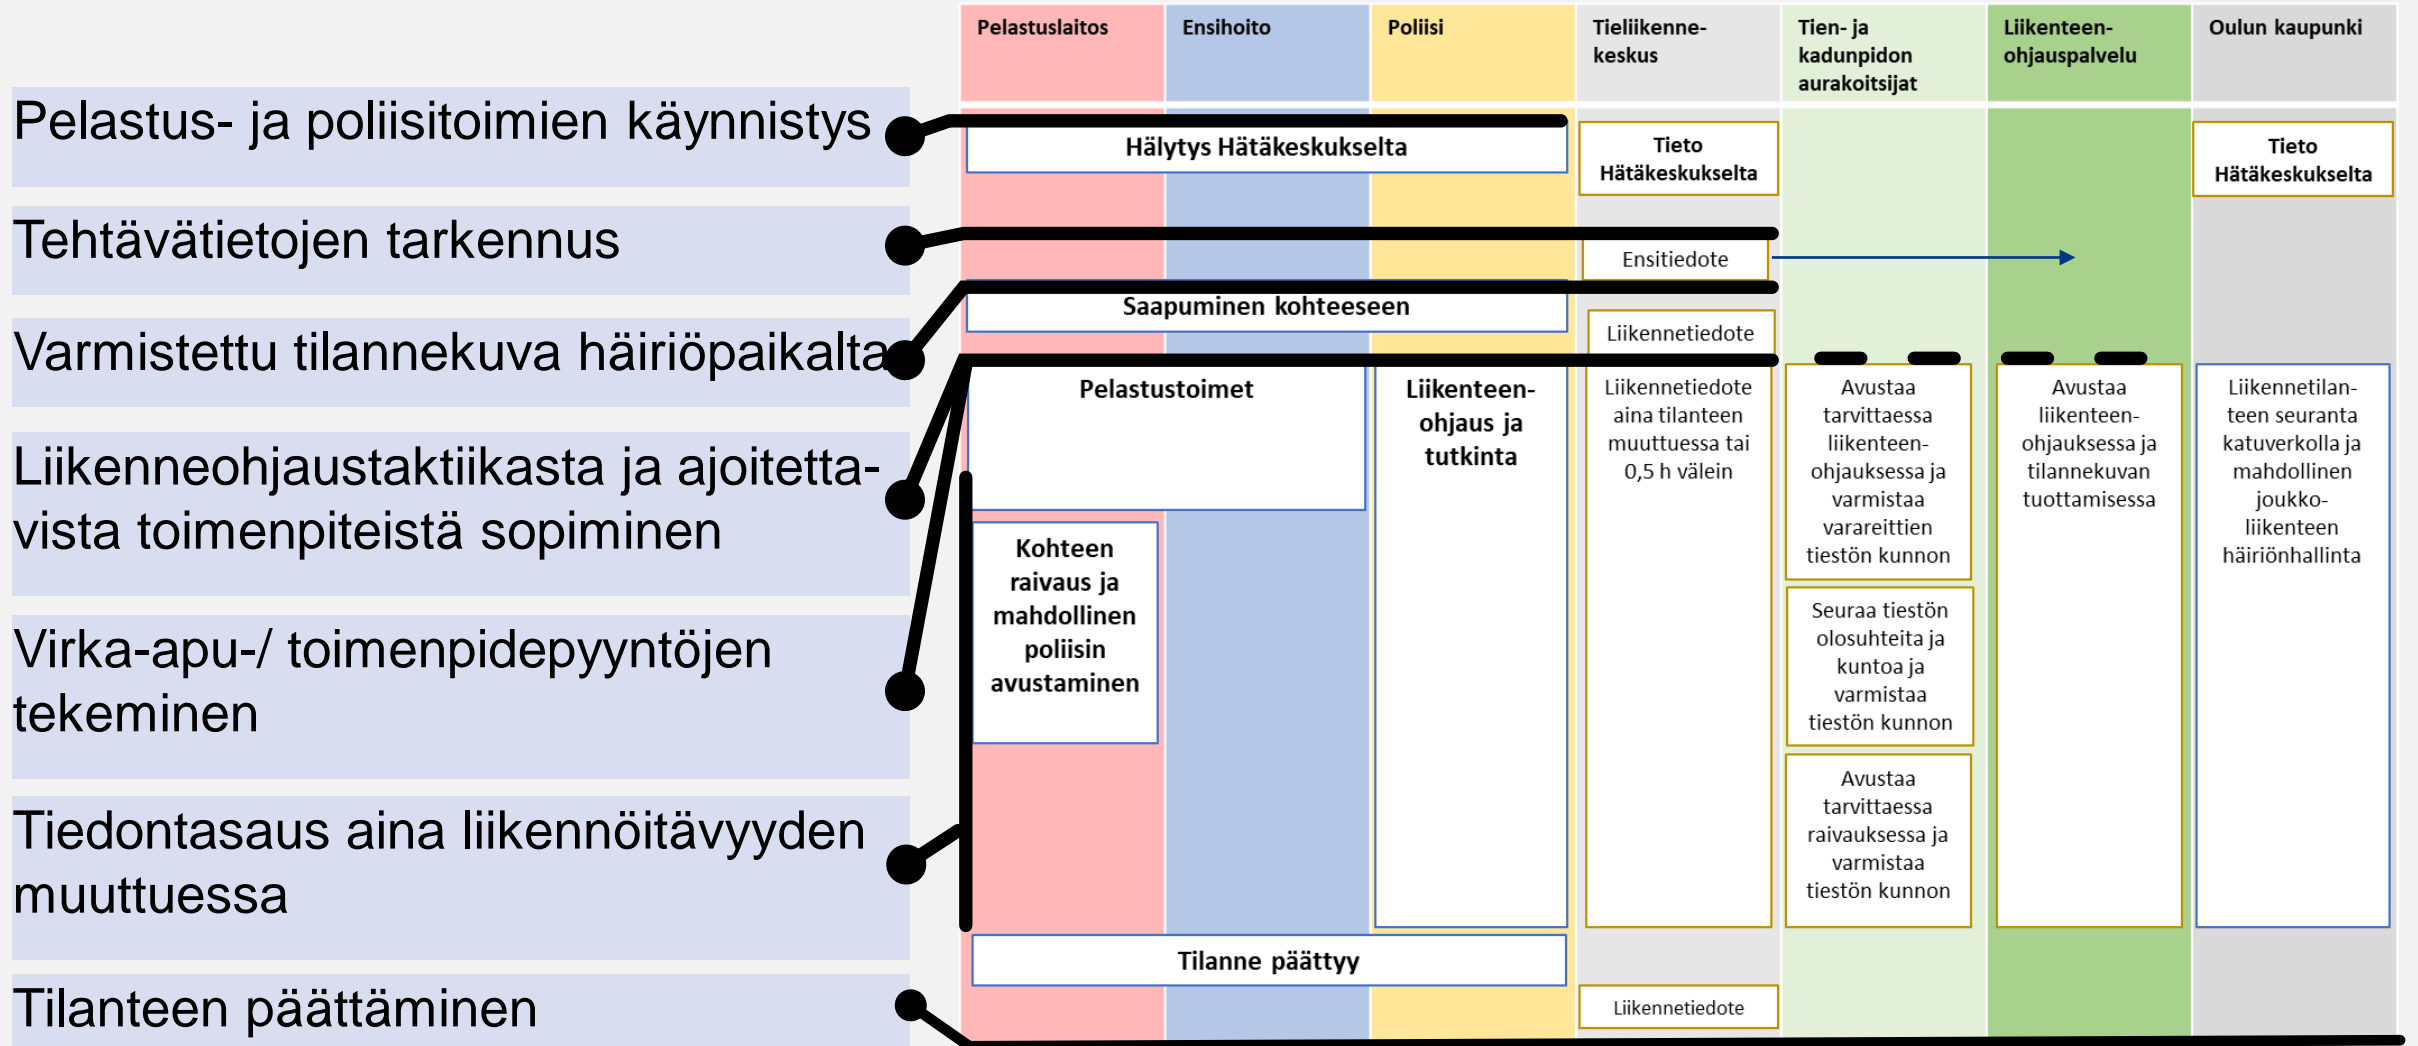 Pelastuslaitos
Ensihoito
Poliisi
Tieliikenne-
keskus
Tien- ja
kadunpidon
aurakoitsijat
Liikenteen-
ohjauspalvelu
Oulun kaupunki
Pelastus- ja poliisitoimien käynnistys
Hälytys Hätäkeskukselta
Tieto
Hätäkeskukselta
Tieto
Hätäkeskukselta
Tehtävätietojen tarkennus
Ensitiedote
Varmistettu tilannekuva häiriöpaikalta
Saapuminen kohteeseen
Liikennetiedote
Liikenneohjaustaktiikasta ja ajoitetta-
vista toimenpiteistä sopiminen
Virka-apu-/ toimenpidepyyntöjen
tekeminen
Tiedontasaus aina liikennöitävyyden
muuttuessa
Pelastustoimet
Kohteen
raivaus ja
mahdollinen
poliisin
avustaminen
Liikenteen-
ohjaus ja
tutkinta
Liikennetiedote
aina tilanteen
muuttuessa tai
0,5 h välein
Avustaa
tarvittaessa
liikenteen-
ohjauksessa ja
varmistaa
varareittien
tiestön kunnon
Seuraa tiestön
olosuhteita ja
kuntoa ja
varmistaa
tiestön kunnon
Avustaa
tarvittaessa
raivauksessa ja
varmistaa
tiestön kunnon
Avustaa
liikenteen-
ohjauksessa ja
tilannekuvan
tuottamisessa
Liikennetilan-
teen seuranta
katuverkolla ja
mahdollinen
joukko-
liikenteen
häiriönhallinta
Tilanteen päättäminen
Tilanne päättyy
Liikennetiedote